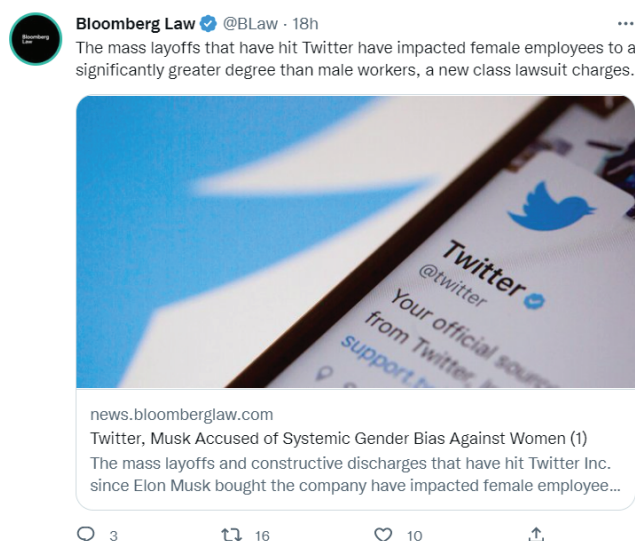 Bloomberg Law @BLaw · 18h
Bloomberg
Law
The mass layoffs that have hit Twitter have impacted female employees to a
significantly greater degree than male workers, a new class lawsuit charges.
Twitter
@twitter
Your official source
from Twitter,
support.t
news.bloomberglaw.com
Twitter, Musk Accused of Systemic Gender Bias Against Women (1)
The mass layoffs and constructive discharges that have hit Twitter Inc.
since Elon Musk bought the company have impacted female employee...
3 16 10